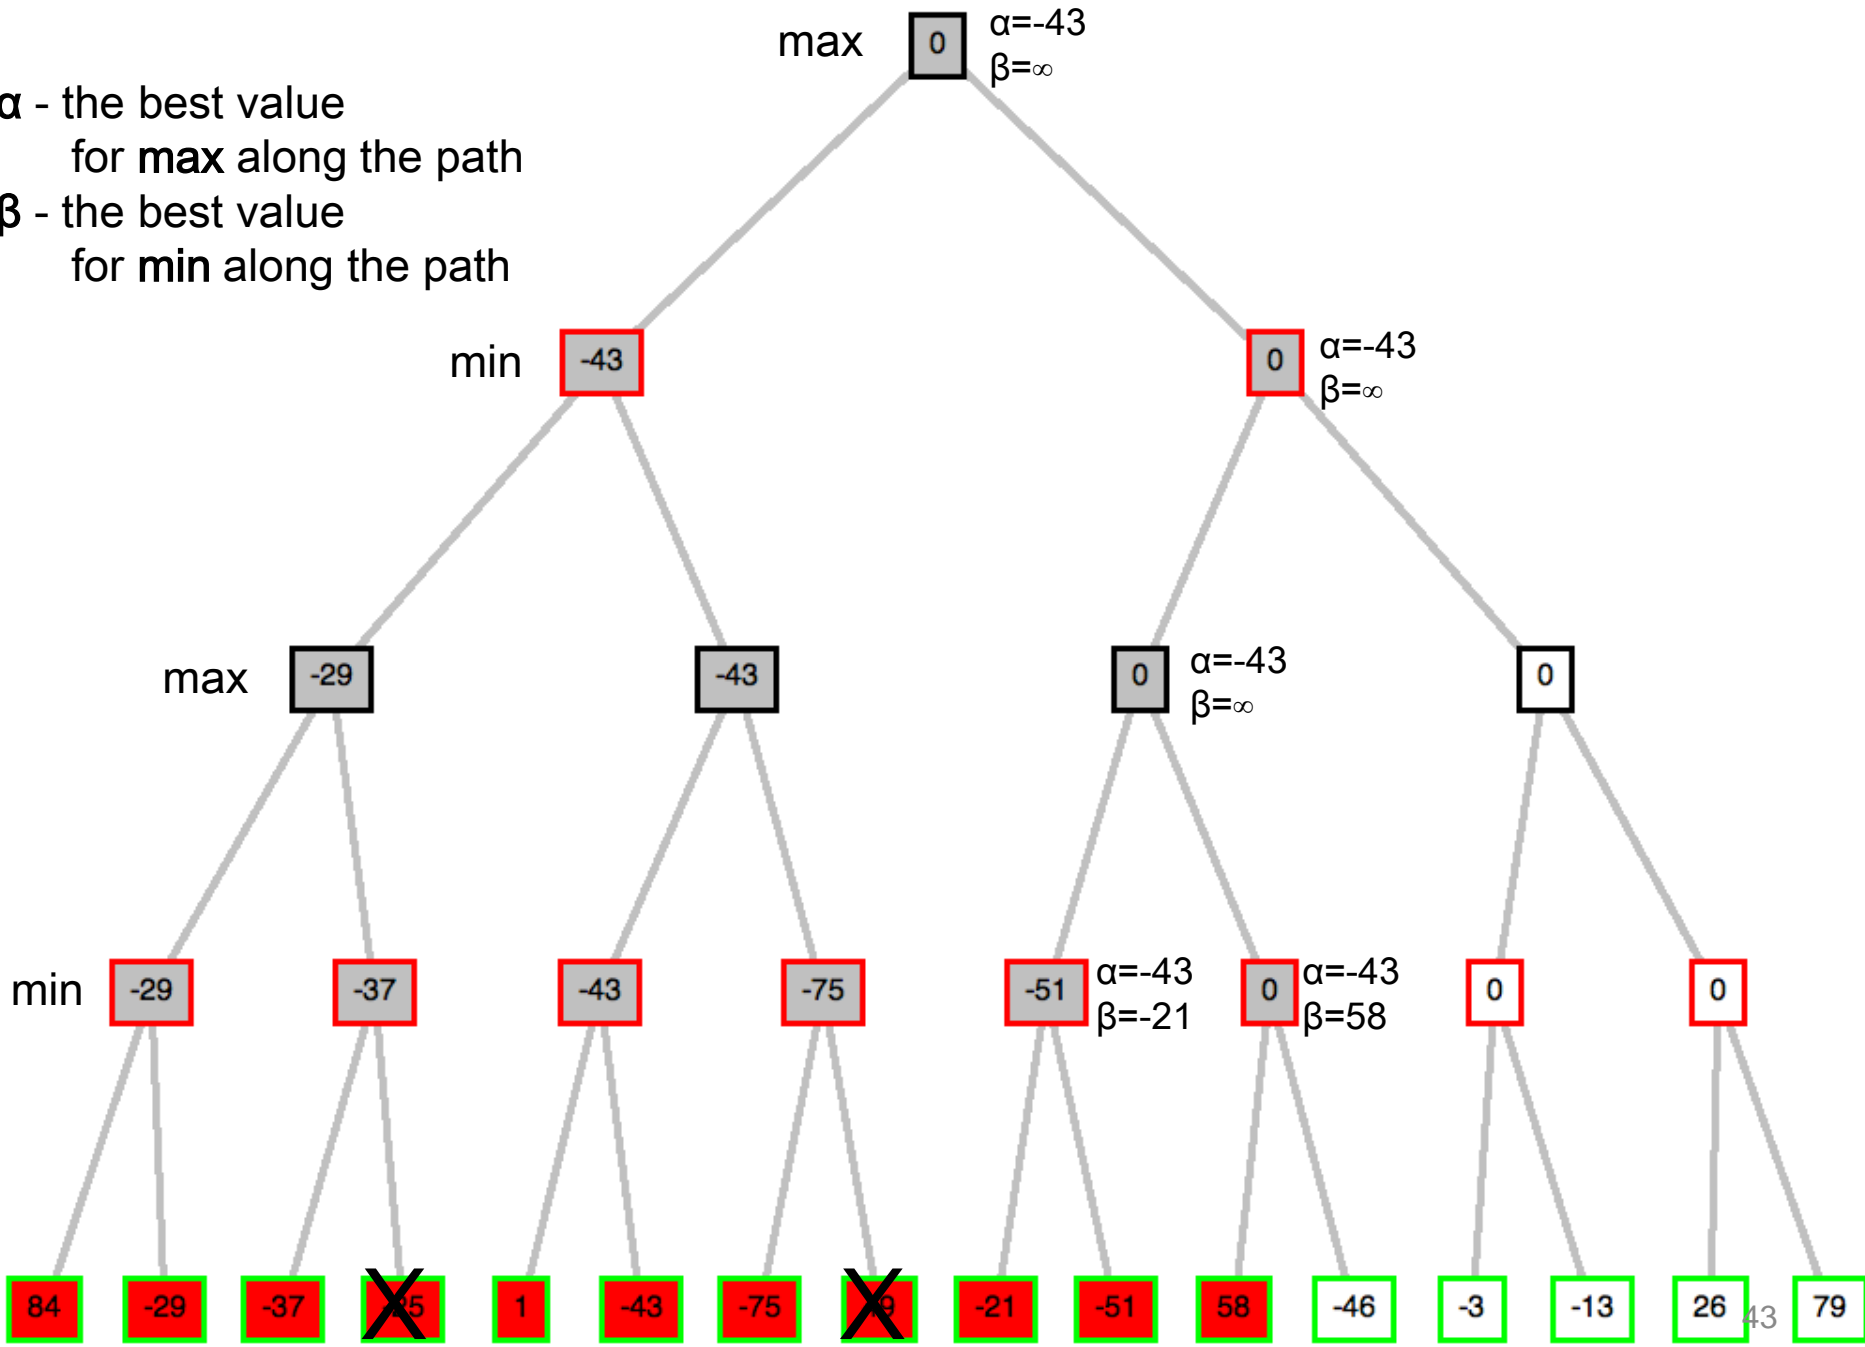 max
0
α=-43
β=∞
α - the best value
for max along the path
β - the best value
for min along the path
min
-43
0
α=-43
β=∞
max
-29
-43
0
α=-43
β=∞
0
min
-29
-37
-43
-75
-51
α=-43
β=-21
0
α=-43
β=58
0
0
84
-29
-37
X
1
-43
-75
X
-21
-51
58
-46
-3
-13
26
43
79